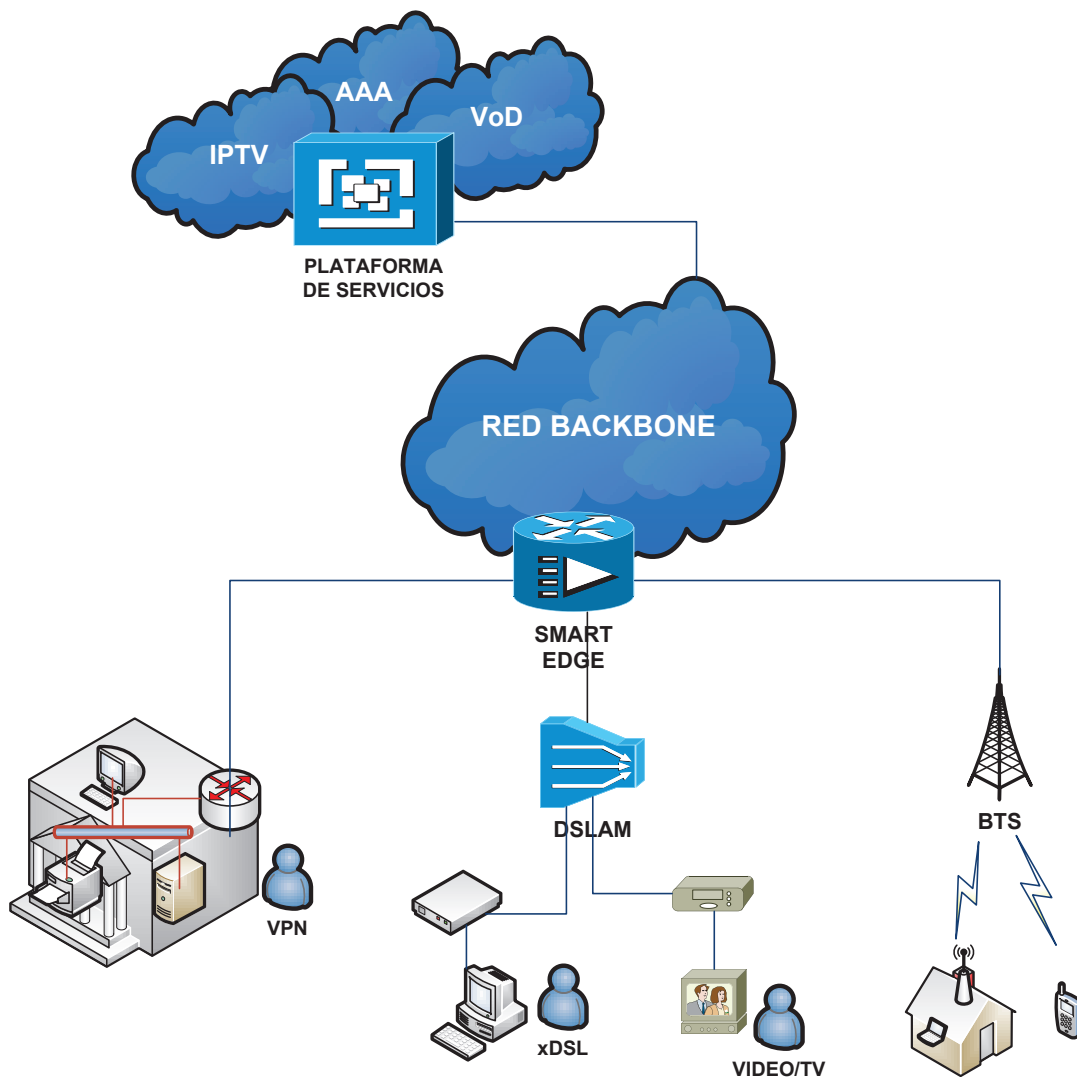 AAA
VoD
IPTV
PLATAFORMA
DE SERVICIOS
RED BACKBONE
SMART
EDGE
DSLAM
BTS
VPN
xDSL
VIDEO/TV